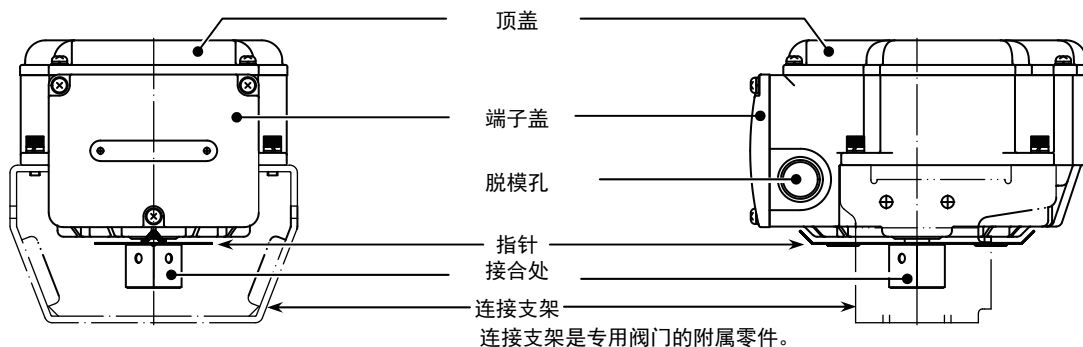 顶盖
端子盖
脱模孔
指针
接合处
连接支架
连接支架是专用阀门的附属零件。